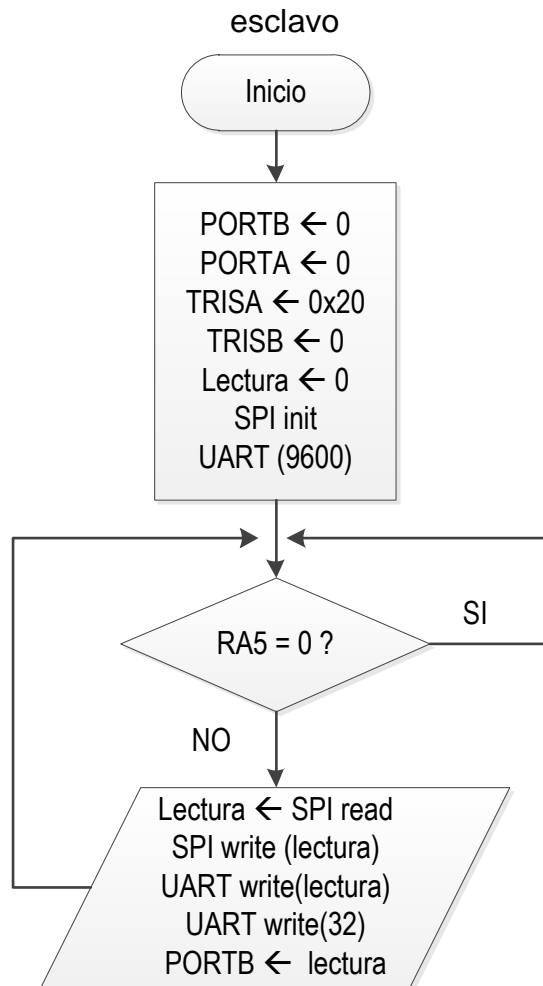 esclavo
Inicio
PORTB ← 0
PORTA ← 0
TRISA ← 0x20
TRISB ← 0
Lectura ← 0
SPI init
UART (9600)
RA5 = 0 ?
SI
NO
Lectura ← SPI read
SPI write (lectura)
UART write(lectura)
UART write(32)
PORTB ← lectura